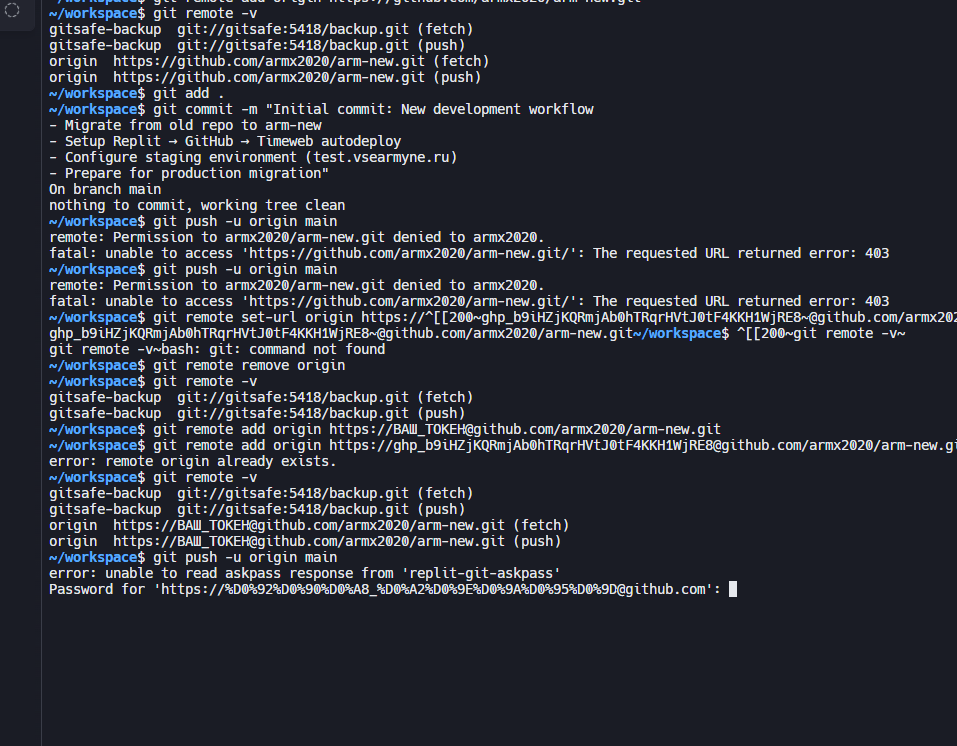 ~/workspace$ git remote -v
gitsafe-backup  git://gitsafe:5418/backup.git (fetch)
gitsafe-backup  git://gitsafe:5418/backup.git (push)
origin  https://github.com/armx2020/arm-new.git (fetch)
origin  https://github.com/armx2020/arm-new.git (push)
~/workspace$ git add .
~/workspace$ git commit -m "Initial commit: New development workflow
- Migrate from old repo to arm-new
- Setup Replit → GitHub → Timeweb autodeploy
- Configure staging environment (test.vsearmyne.ru)
- Prepare for production migration"
On branch main
nothing to commit, working tree clean
~/workspace$ git push -u origin main
remote: Permission to armx2020/arm-new.git denied to armx2020.
fatal: unable to access 'https://github.com/armx2020/arm-new.git/': The requested URL returned error: 403
~/workspace$ git push -u origin main
remote: Permission to armx2020/arm-new.git denied to armx2020.
fatal: unable to access 'https://github.com/armx2020/arm-new.git/': The requested URL returned error: 403
~/workspace$ git remote set-url origin https://^[[200~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~@github.com/armx202
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~@github.com/armx2020/arm-new.git~/workspace$ ^[[200~git remote -v~
git remote -v~bash: git: command not found
~/workspace$ git remote remove origin
~/workspace$ git remote -v
gitsafe-backup  git://gitsafe:5418/backup.git (fetch)
gitsafe-backup  git://gitsafe:5418/backup.git (push)
~/workspace$ git remote add origin https://ВАШ_ТОКЕН@github.com/armx2020/arm-new.git
~/workspace$ git remote add origin https://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@github.com/armx2020/arm-new.gi
error: remote origin already exists.
~/workspace$ git remote -v
gitsafe-backup  git://gitsafe:5418/backup.git (fetch)
gitsafe-backup  git://gitsafe:5418/backup.git (push)
origin  https://ВАШ_ТОКЕН@github.com/armx2020/arm-new.git (fetch)
origin  https://ВАШ_ТОКЕН@github.com/armx2020/arm-new.git (push)
~/workspace$ git push -u origin main
error: unable to read askpass response from 'replit-git-askpass'
Password for 'https://%D0%92%D0%90%D0%A8_%D0%A2%D0%9E%D0%9A%D0%95%D0%9D@github.com':